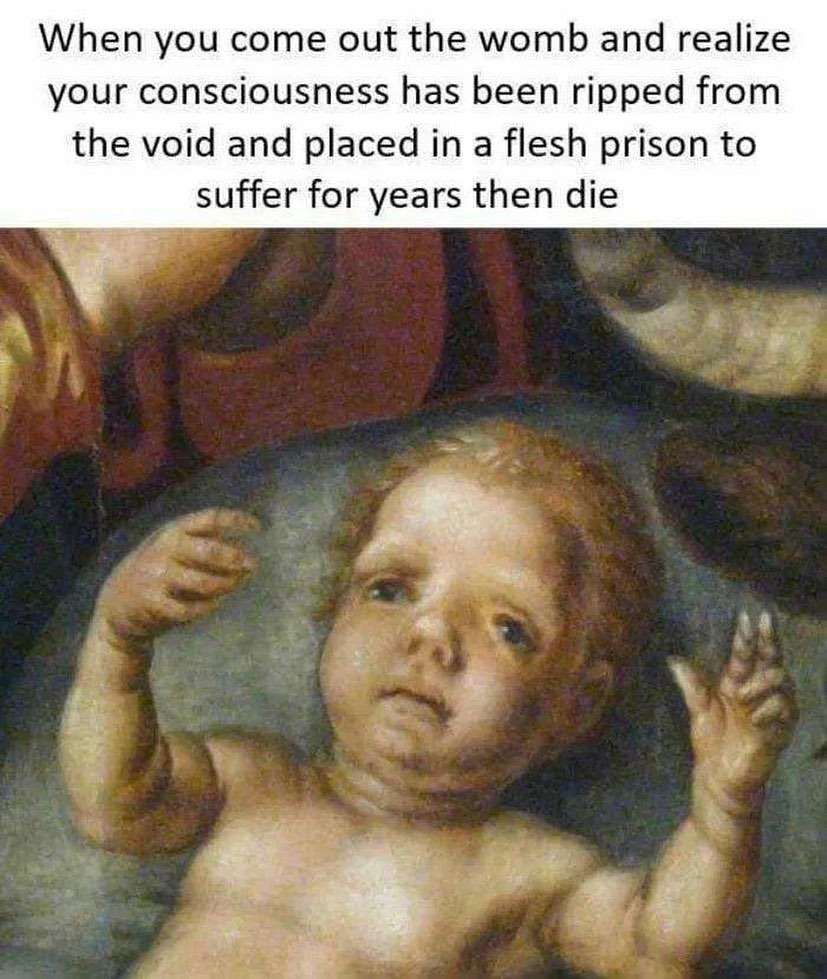 When you come out the womb and realize
your consciousness has been ripped from
the void and placed in a flesh prison to
suffer for years then die